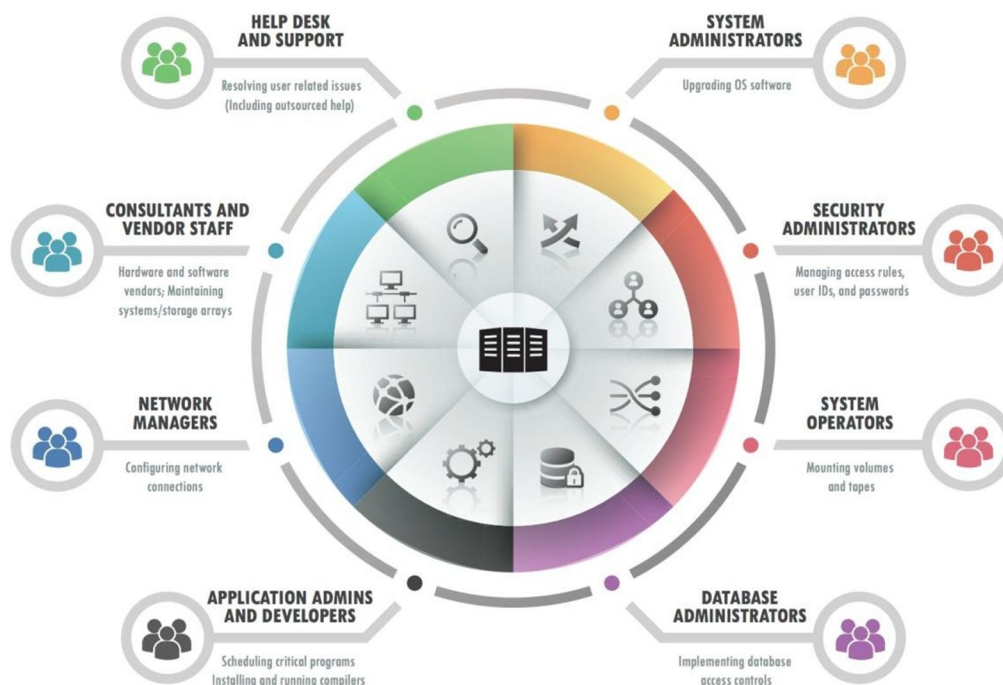 HELP DESK
AND SUPPORT
Resolving user related issues
(Including outsourced help)
SYSTEM
ADMINISTRATORS
Upgrading OS software
CONSULTANTS AND
VENDOR STAFF
Hardware and software
vendors; Maintaining
systems/storage arrays
SECURITY
ADMINISTRATORS
Managing access rules,
user IDs, and passwords
NETWORK
MANAGERS
Configuring network
connections
SYSTEM
OPERATORS
Mounting volumes
and tapes
APPLICATION ADMINS
AND DEVELOPERS
Scheduling critical programs
Installing and running compilers
DATABASE
ADMINISTRATORS
Implementing database
access controls